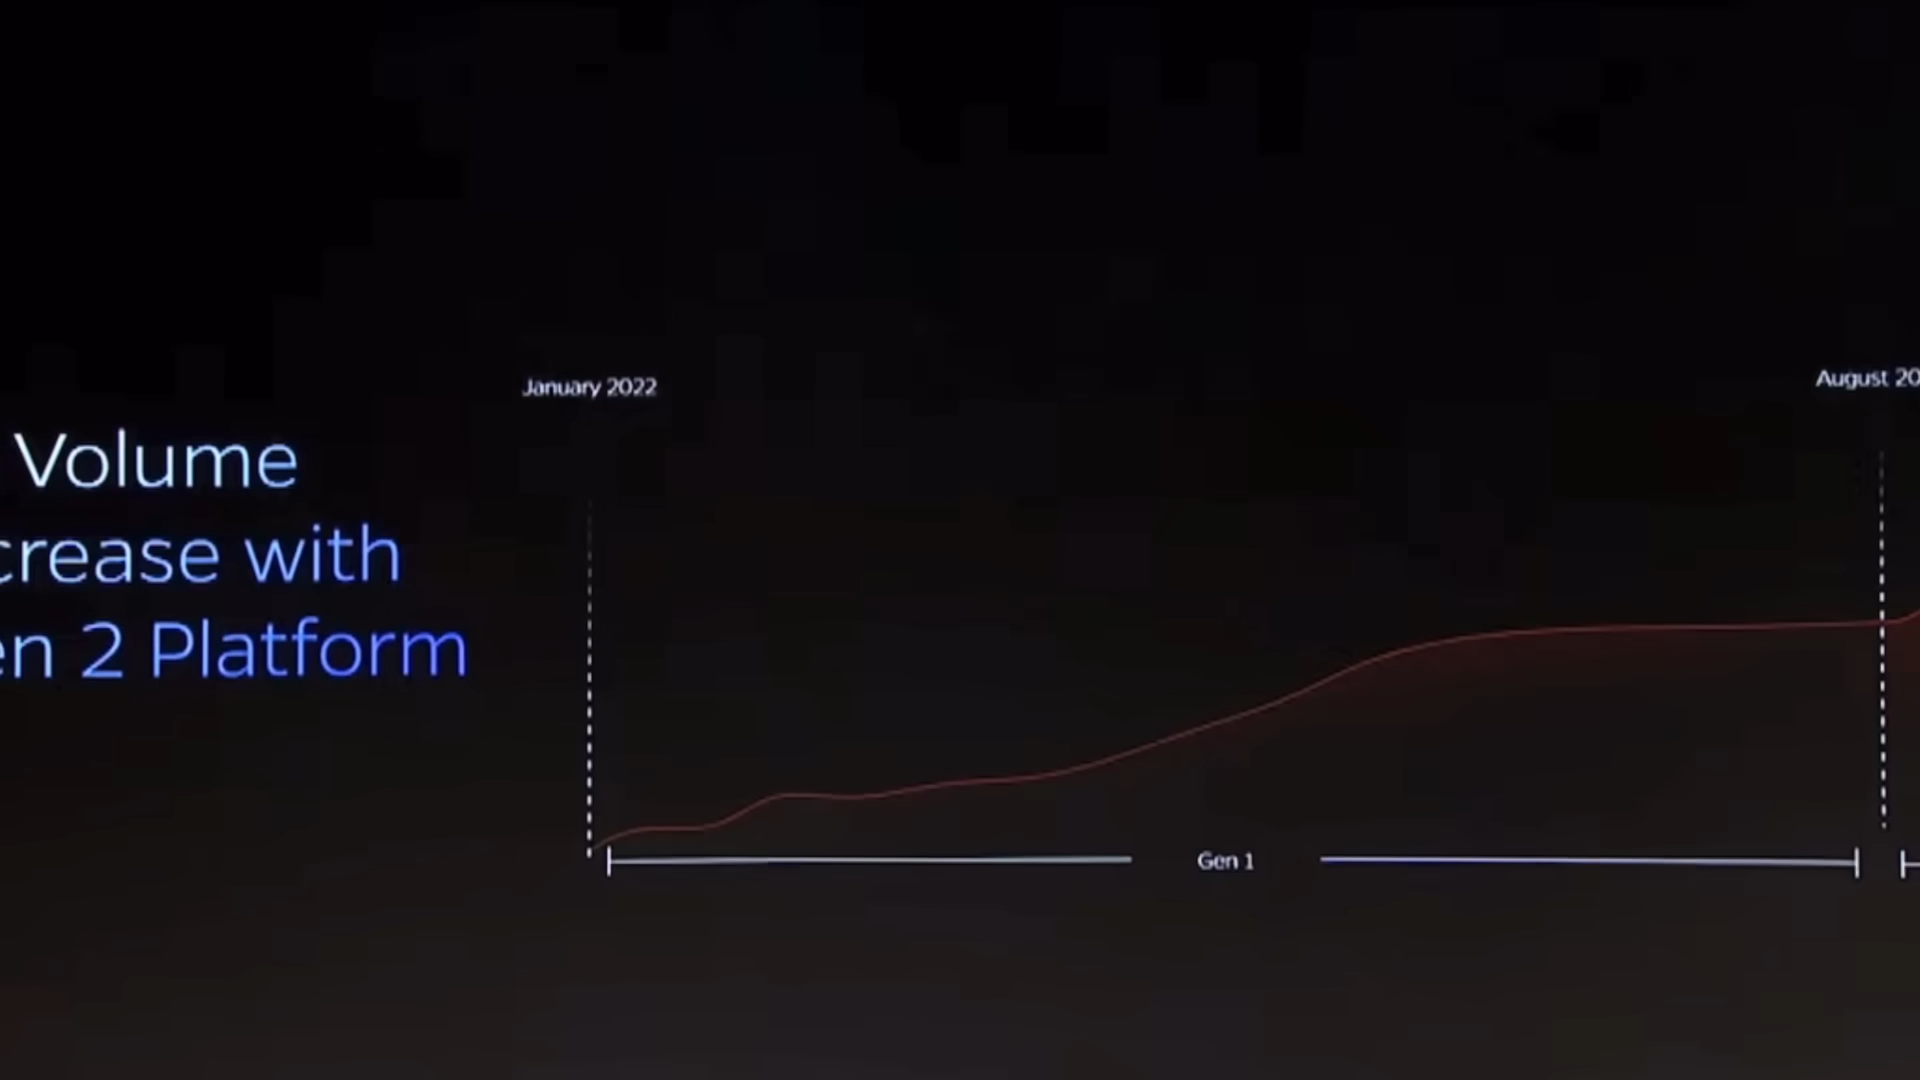 January 2022
August 20
Volume
crease with
en 2 Platform
Gen 1